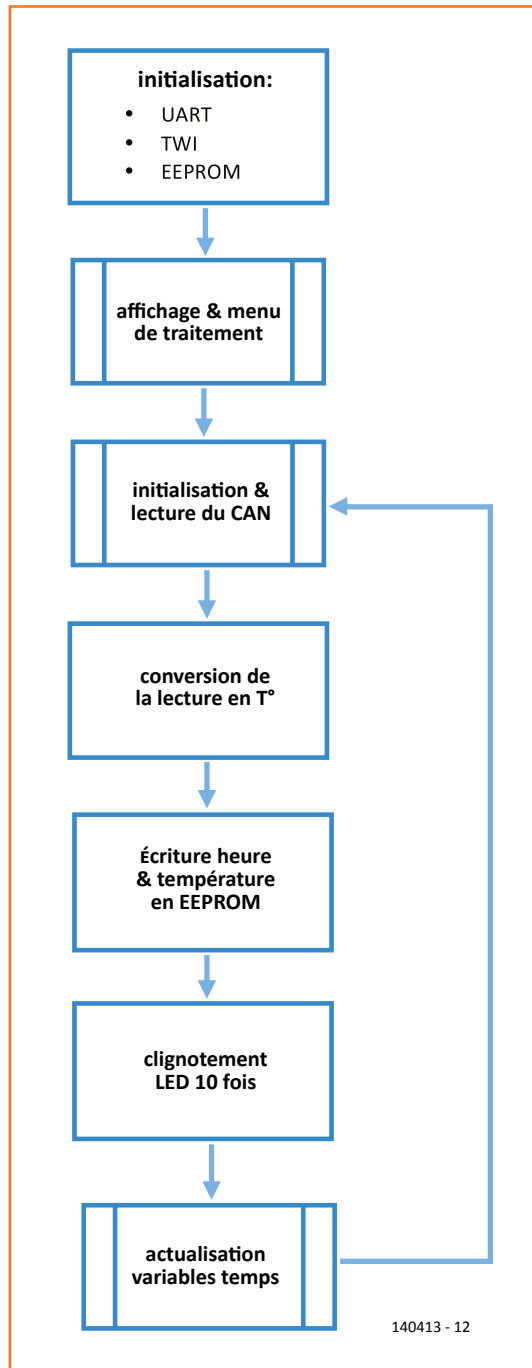 initialisation:
• UART
• TWI
• EEPROM
affichage & menu
de traitement
initialisation &
lecture du CAN
conversion de
la lecture en T°
Écriture heure
& température
en EEPROM
clignotement
LED 10 fois
actualisation
variables temps
140413 - 12